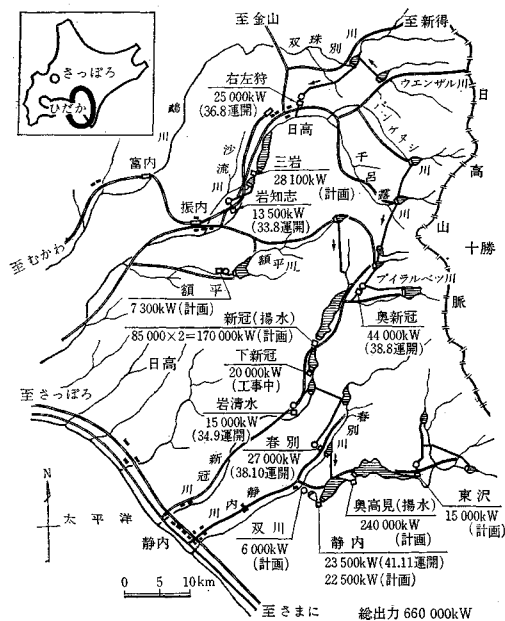 至金山
至新得
双珠別川
さっぽろ
ひだか
右左狩
25 000kW
(36.8運開)
ウエンザル川
日高
パンケヌシ川
鵡川
沙流川
日高山脈
十勝
富内
三岩
28 100kW
(計画)
千呂露川
振内
岩知志
13 500kW
(33.8運開)
至むかわ
額平川
額平
7 300kW(計画)
プイラルベツ川
新冠(揚水)
85 000×2=170 000kW(計画)
奥新冠
44 000kW
(38.8運開)
下新冠
20 000kW
(工事中)
日高
至さっぽろ
岩清水
15 000kW
(34.9運開)
春別
27 000kW
(38.10運開)
春別川
新冠川
静内川
N
太平洋
静内
双川
6 000kW
(計画)
奥高見(揚水)
240 000kW
(計画)
東沢
15 000kW
(計画)
静内
23 500kW(41.11運開)
22 500kW(計画)
0 5 10km
至さまに
総出力 660 000kW